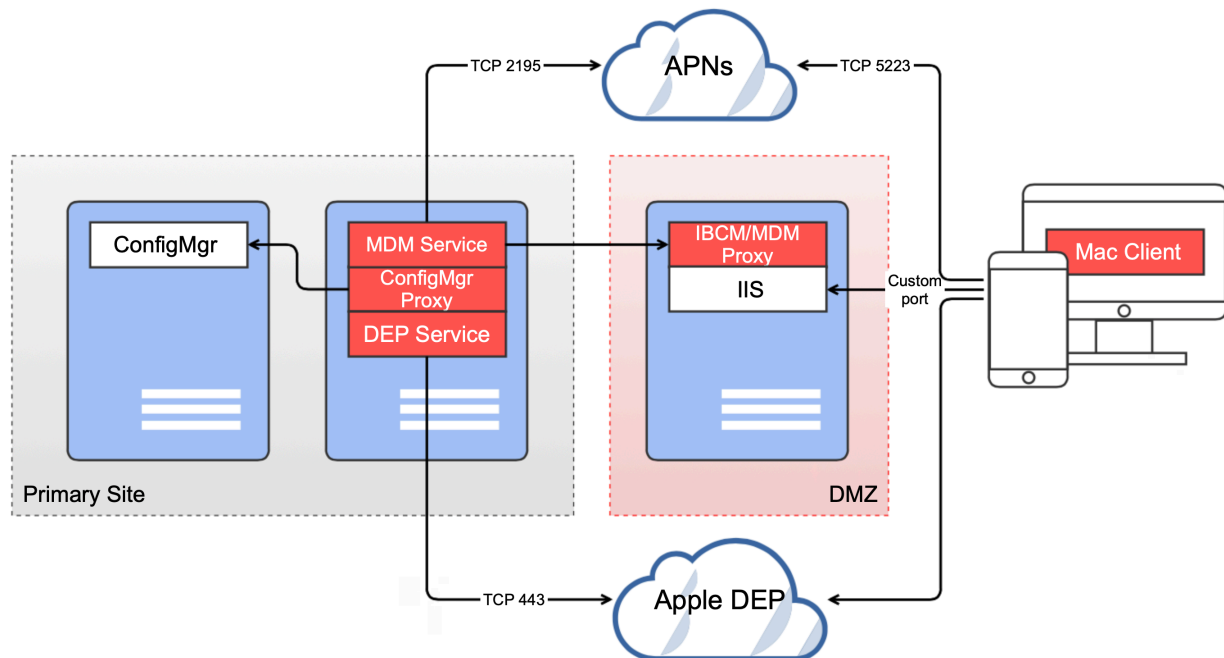 APNs
TCP 2195
TCP 5223
ConfigMgr
MDM Service
ConfigMgr
Proxy
DEP Service
IBCM/MDM
Proxy
IIS
Custom
port
Mac Client
Primary Site
DMZ
TCP 443
Apple DEP